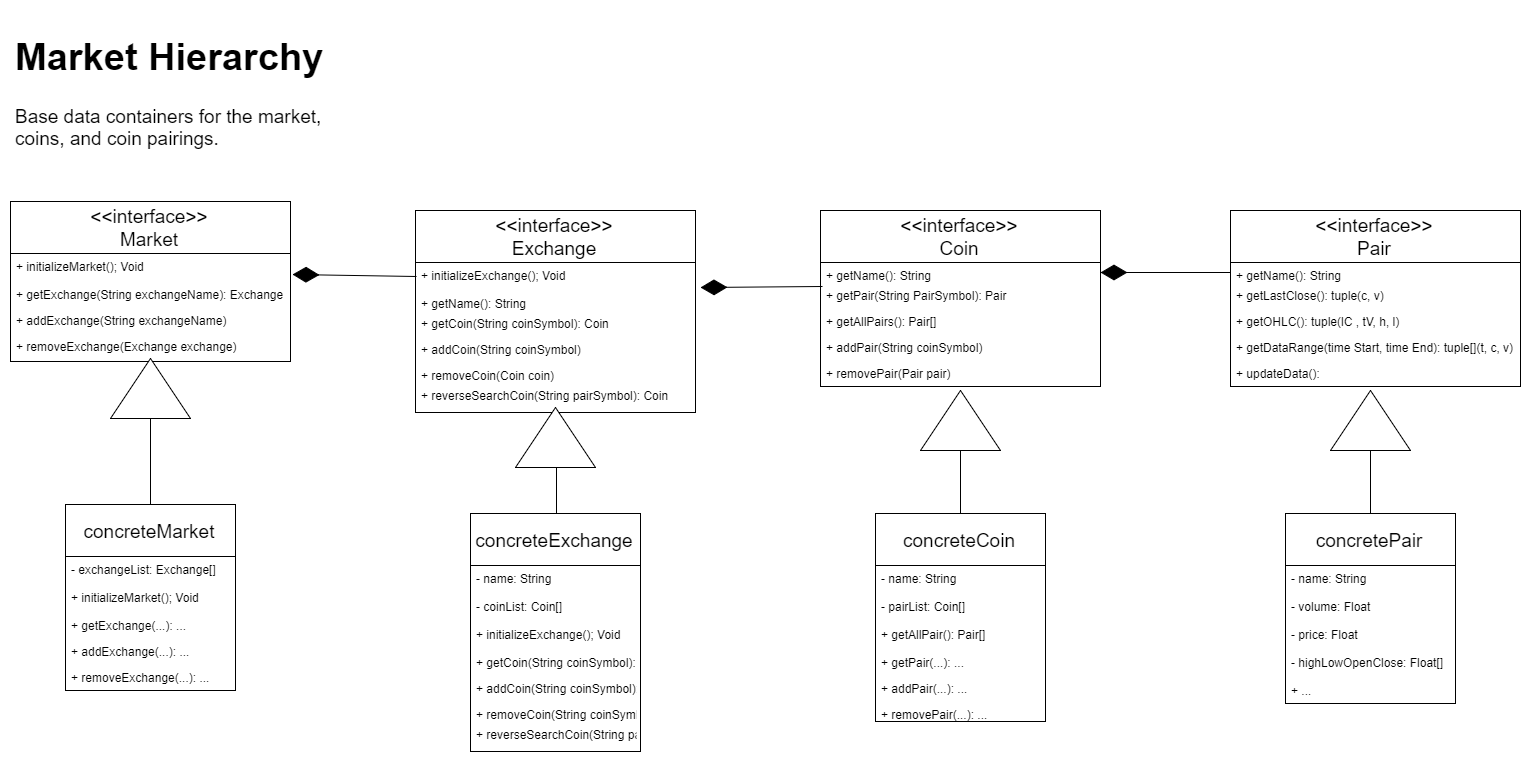 Market Hierarchy
Base data containers for the market,
coins, and coin pairings.
<<interface>>
Market
+ initializeMarket(); Void
+ getExchange(String exchangeName): Exchange
+ addExchange(String exchangeName)
+ removeExchange(Exchange exchange)
<<interface>>
Exchange
+ initializeExchange(); Void
+ getName(): String
+ getCoin(String coinSymbol): Coin
+ addCoin(String coinSymbol)
+ removeCoin(Coin coin)
+ reverseSearchCoin(String pairSymbol): Coin
<<interface>>
Coin
+ getName(): String
+ getPair(String PairSymbol): Pair
+ getAllPairs(): Pair[]
+ addPair(String coinSymbol)
+ removePair(Pair pair)
<<interface>>
Pair
+ getName(): String
+ getLastClose(): tuple(c, v)
+ getOHLC(): tuple(lC , tV, h, l)
+ getDataRange(time Start, time End): tuple[](t, c, v)
+ updateData():
concreteMarket
- exchangeList: Exchange[]
+ initializeMarket(); Void
+ getExchange(...): ...
+ addExchange(...): ...
+ removeExchange(...): ...
concreteExchange
- name: String
- coinList: Coin[]
+ initializeExchange(); Void
+ getCoin(String coinSymbol):
+ addCoin(String coinSymbol)
+ removeCoin(String coinSym
+ reverseSearchCoin(String pa
concreteCoin
- name: String
- pairList: Coin[]
+ getAllPair(): Pair[]
+ getPair(...): ...
+ addPair(...): ...
+ removePair(...): ...
concretePair
- name: String
- volume: Float
- price: Float
- highLowOpenClose: Float[]
+ ...